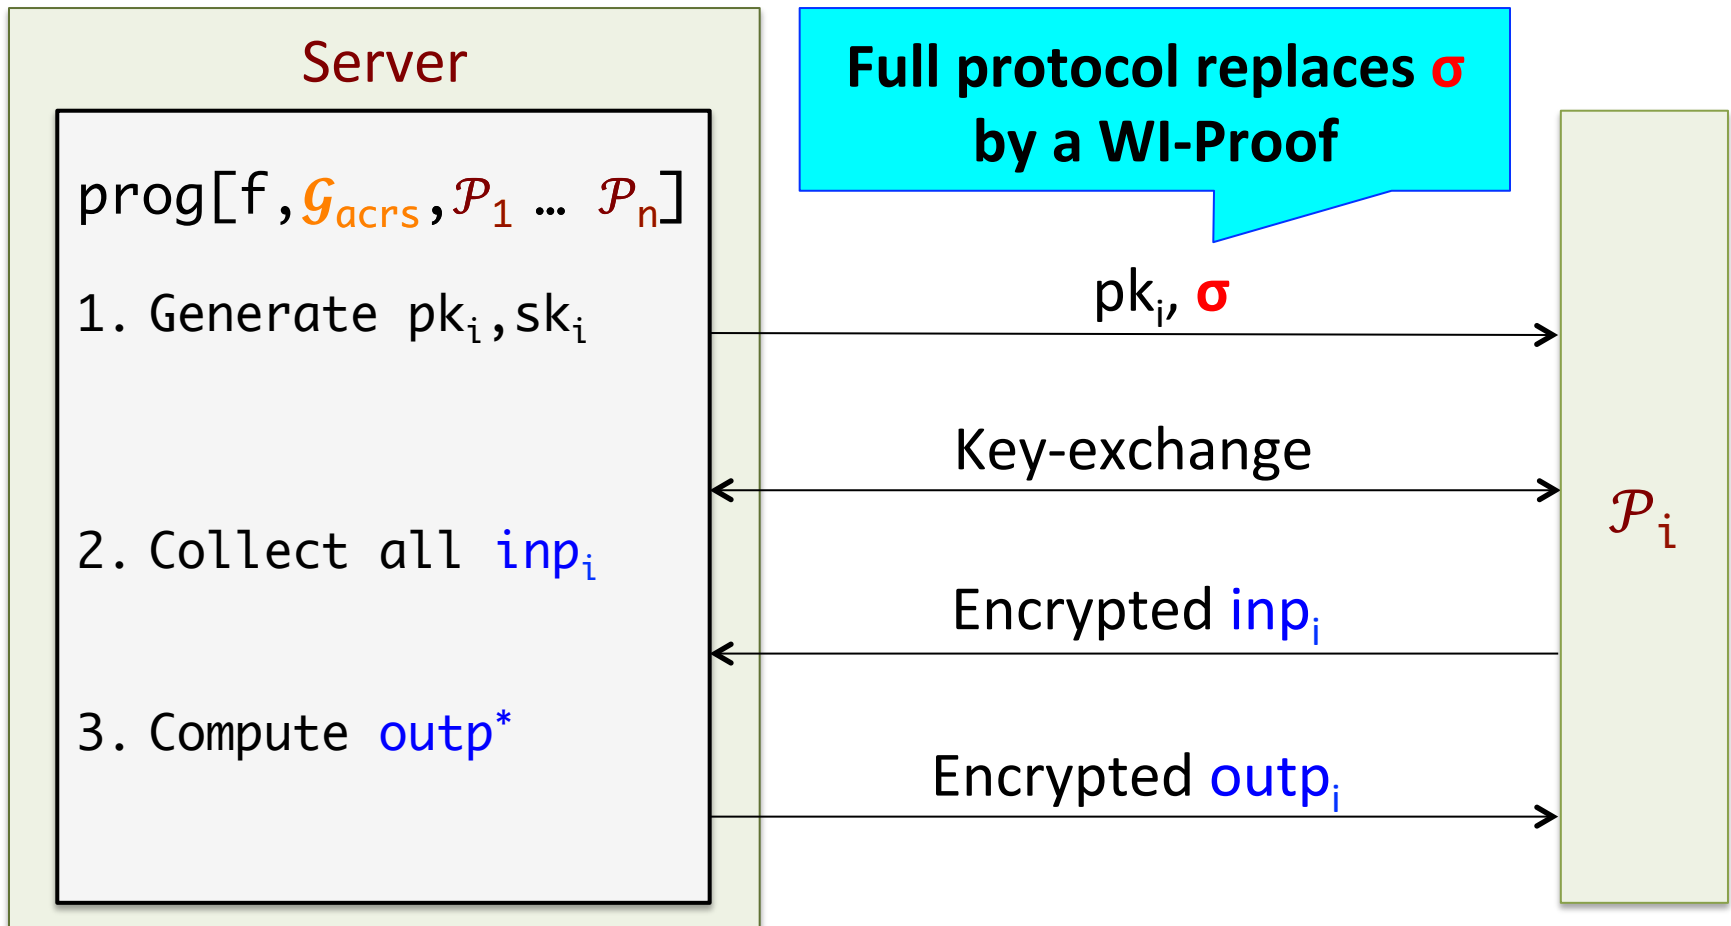 Server
prog[f,𝒢acrs,𝒫1 … 𝒫n]
1. Generate pki,ski
2. Collect all inpi
3. Compute outp*
Full protocol replaces σ
by a WI-Proof
pki, σ
Key-exchange
Encrypted inpi
Encrypted outpi
𝒫i